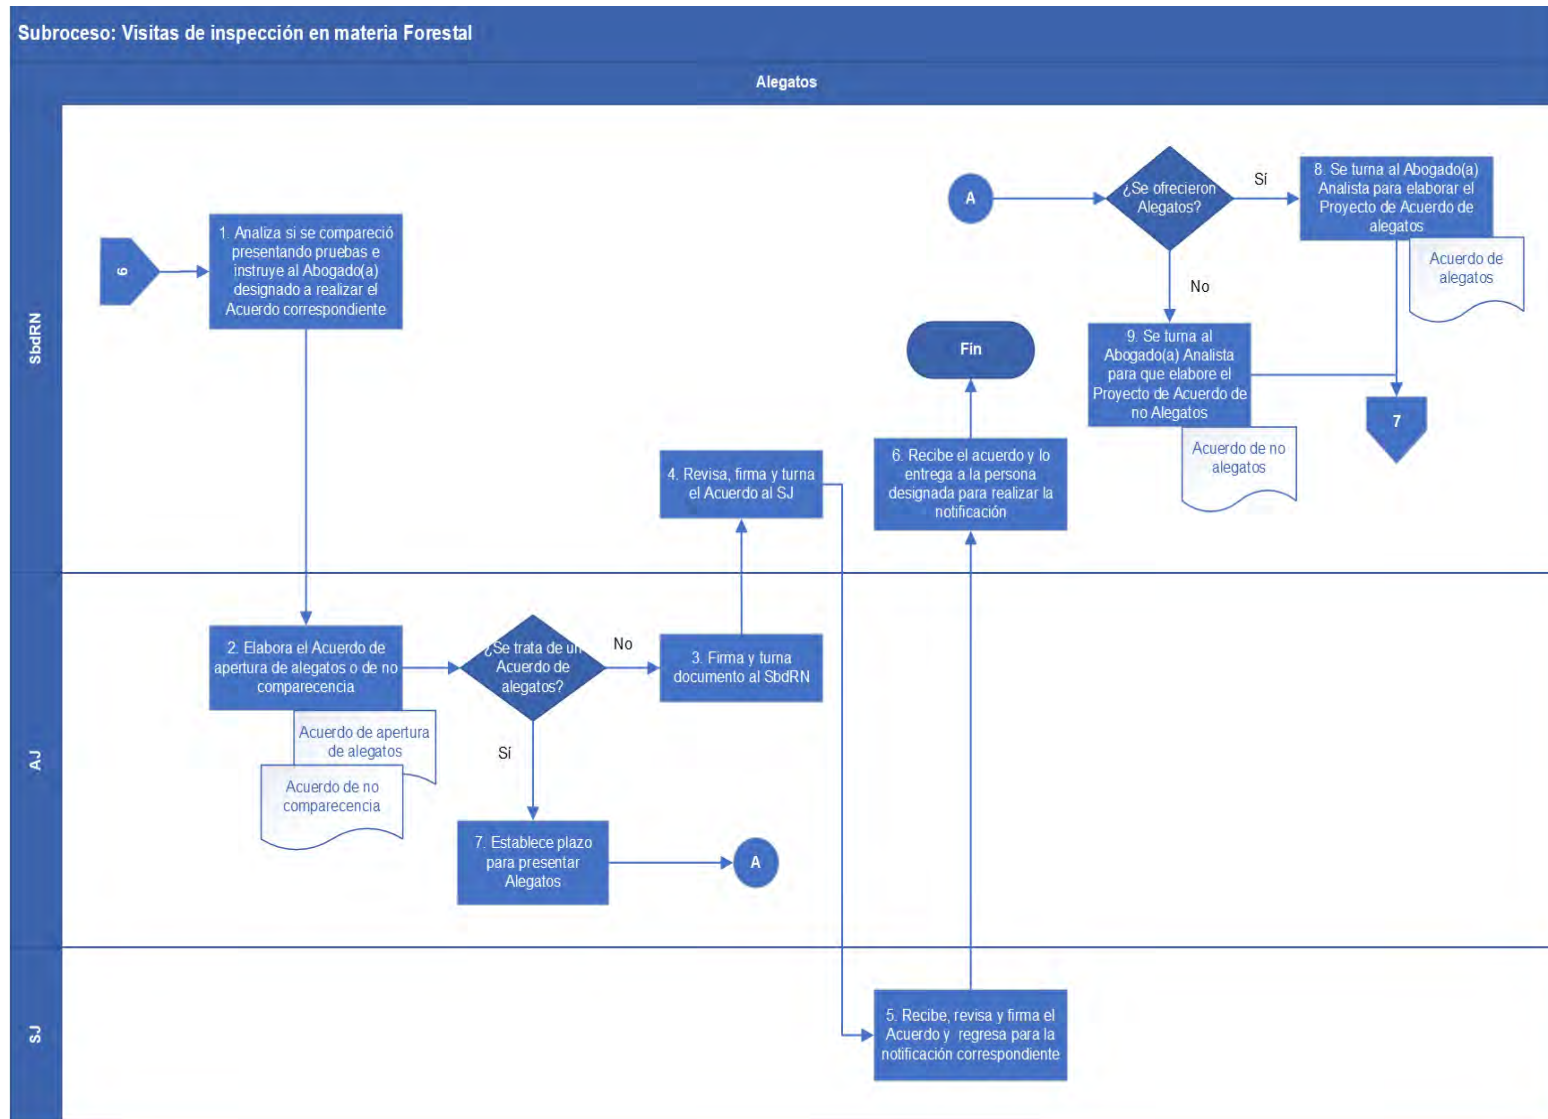 Subroceso: Visitas de inspección en materia Forestal
Alegatos
SbdRN
6
1. Analiza si se compareció
presentando pruebas e
instruye al Abogado(a)
designado a realizar el
Acuerdo correspondiente
A
¿Se ofrecieron
Alegatos?
Sí
8. Se turna al Abogado(a)
Analista para elaborar el
Proyecto de Acuerdo de
alegatos
Acuerdo de
alegatos
No
9. Se turna al
Abogado(a) Analista
para que elabore el
Proyecto de Acuerdo de
no Alegatos
Acuerdo de no
alegatos
7
Fin
6. Recibe el acuerdo y lo
entrega a la persona
designada para realizar la
notificación
4. Revisa, firma y turna
el Acuerdo al SJ
AJ
2. Elabora el Acuerdo de
apertura de alegatos o de no
comparecencia
Acuerdo de apertura
de alegatos
Acuerdo de no
comparecencia
¿Se trata de un
Acuerdo de
alegatos?
No
3. Firma y turna
documento al SbdRN
Sí
7. Establece plazo
para presentar
Alegatos
A
SJ
5. Recibe, revisa y firma el
Acuerdo y regresa para la
notificación correspondiente